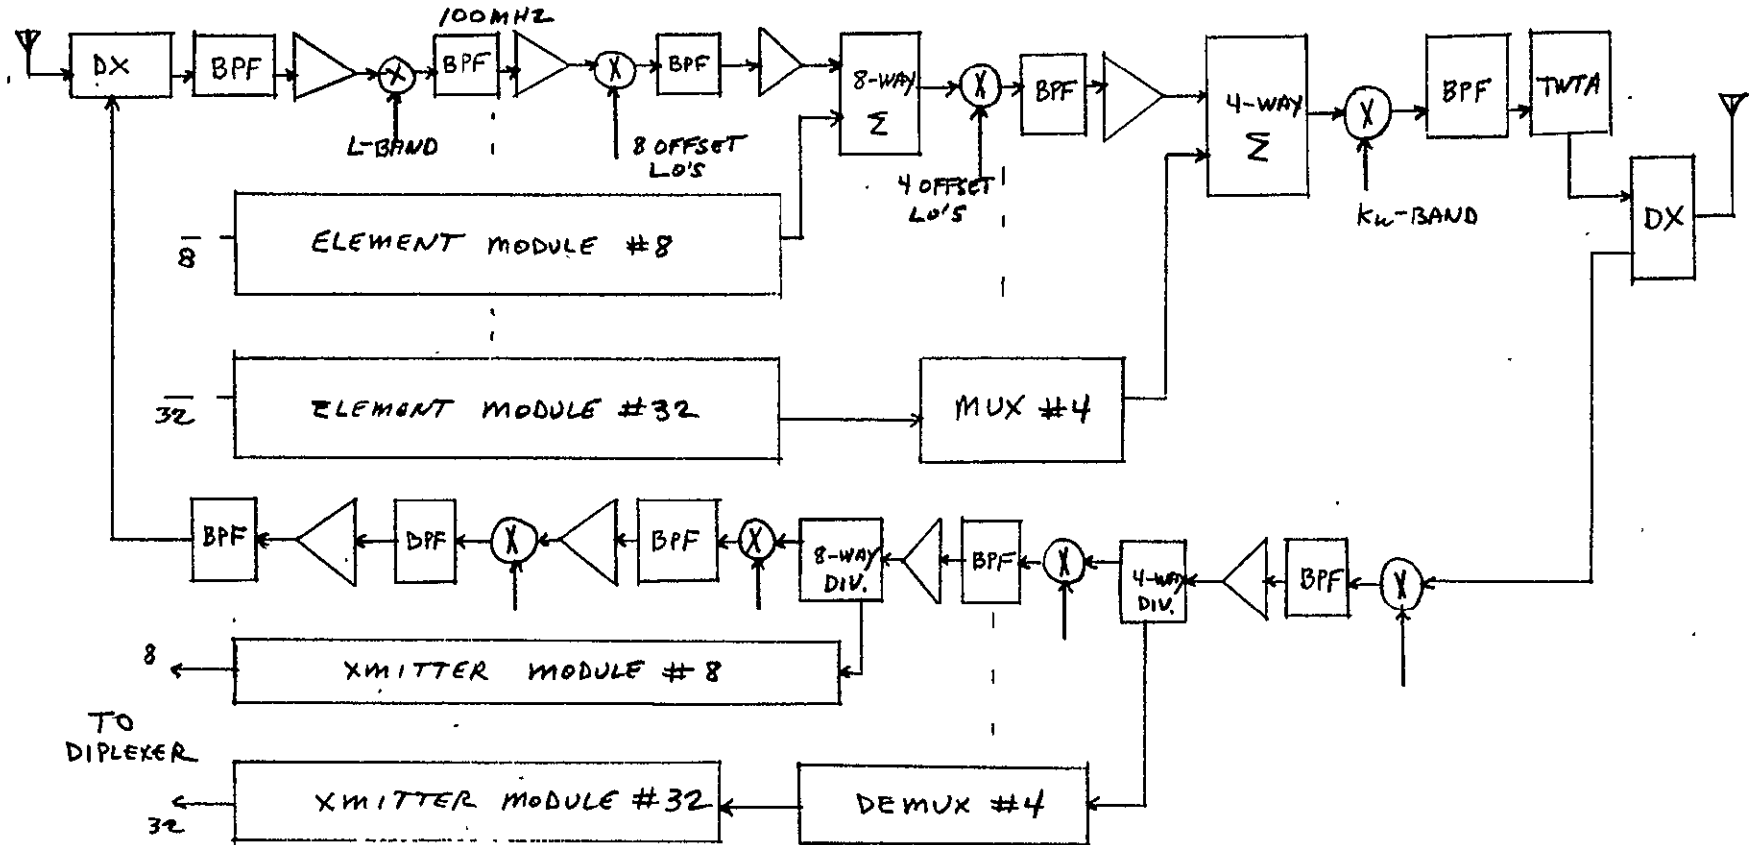 100MHZ
DX
BPF
X
BPF
X
BPF
8-WAY
Σ
X
BPF
4-WAY
Σ
X
BPF
TWTA
L-BAND
8 OFFSET
LO'S
4 OFFSET
LO'S
Ku-BAND
DX
8
ELEMENT MODULE #8
32
ELEMENT MODULE #32
MUX #4
BPF
BPF
X
BPF
X
8-WAY
DIV.
BPF
X
4-WAY
DIV.
BPF
X
8
XMITTER MODULE #8
TO
DIPLEXER
32
XMITTER MODULE #32
DEMUX #4